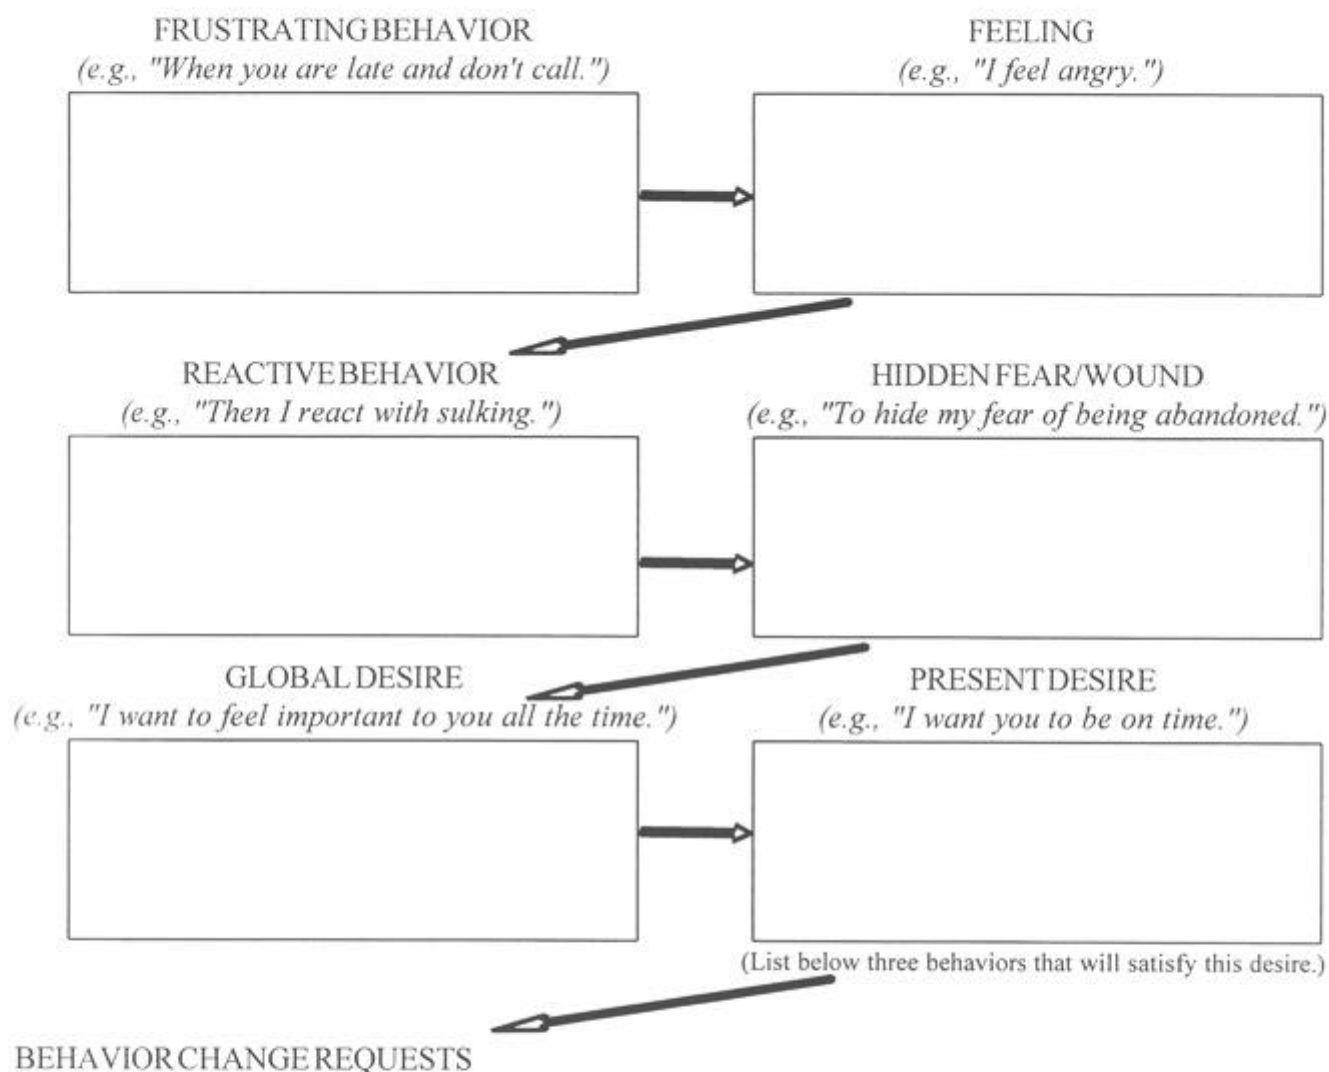 FRUSTRATING BEHAVIOR
(e.g., "When you are late and don't call.")
FEELING
(e.g., "I feel angry.")
REACTIVE BEHAVIOR
(e.g., "Then I react with sulking.")
HIDDEN FEAR/WOUND
(e.g., "To hide my fear of being abandoned.")
GLOBAL DESIRE
(e.g., "I want to feel important to you all the time.")
PRESENT DESIRE
(e.g., "I want you to be on time.")
(List below three behaviors that will satisfy this desire.)
BEHAVIOR CHANGE REQUESTS